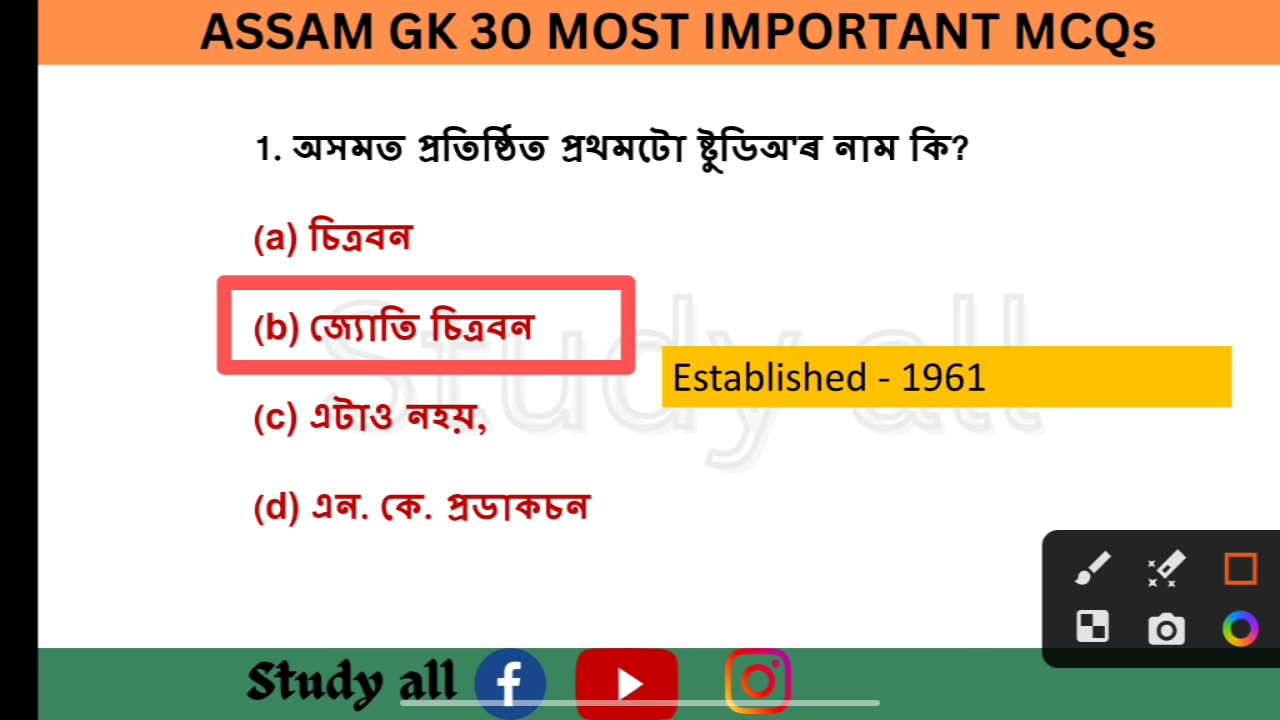 ASSAM GK 30 MOST IMPORTANT MCQs
1. অসমত প্ৰতিষ্ঠিত প্ৰথমটো ষ্টুডিঅ'ৰ নাম কি?
(a) চিত্ৰবন
(b) জ্যোতি চিত্ৰবন
Established - 1961
(c) এটাও নহয়,
(d) এন. কে. প্ৰডাকচন
Study all
Study all